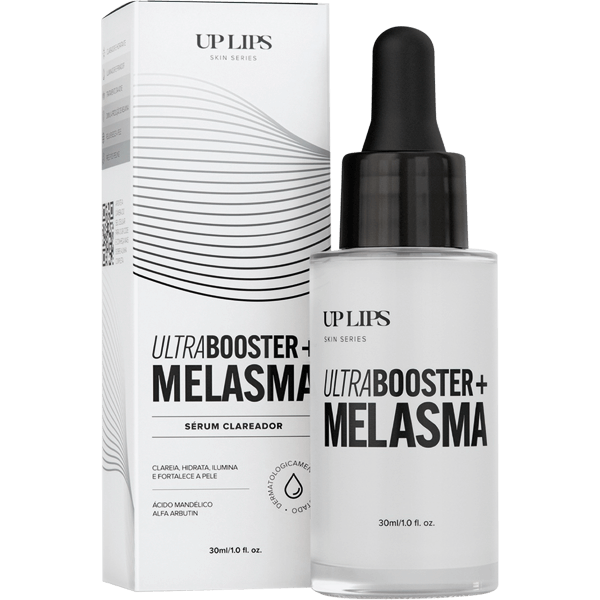 UP LIPS
SKIN SERIES
ULTRABOOSTER+
MELASMA
SÉRUM CLAREADOR
CLAREIA, HIDRATA, ILUMINA
E FORTALECE A PELE
ÁCIDO MANDÉLICO
ALFA ARBUTIN
30ml/1.0 fl. oz.
UP LIPS
SKIN SERIES
ULTRABOOSTER+
MELASMA
30ml/1.0 fl. oz.